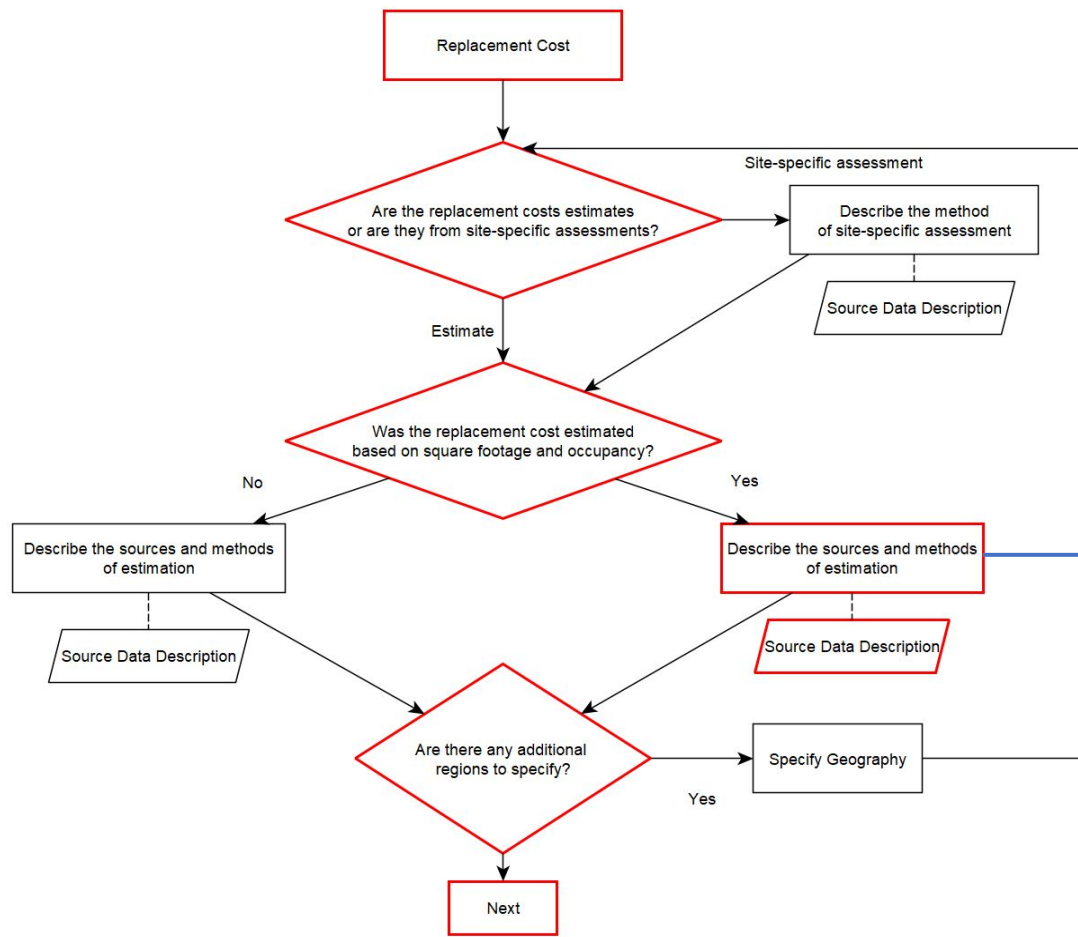 Replacement Cost
Site-specific assessment
Are the replacement costs estimates
or are they from site-specific assessments?
Describe the method
of site-specific assessment
Source Data Description
Estimate
Was the replacement cost estimated
based on square footage and occupancy?
No
Yes
Describe the sources and methods
of estimation
Describe the sources and methods
of estimation
Source Data Description
Source Data Description
Are there any additional
regions to specify?
Specify Geography
Yes
Next